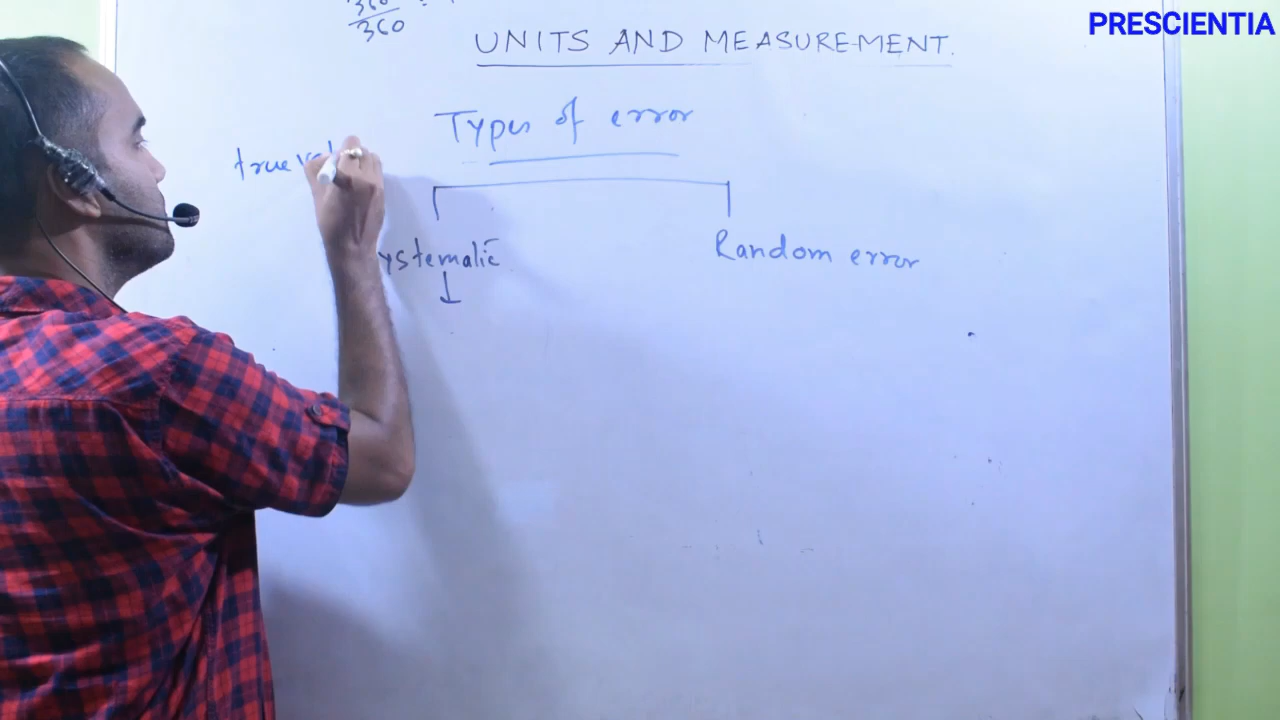 PRESCIENTIA
360
360
UNITS AND MEASUREMENT.
Types of error
true val
ystematic
Random error